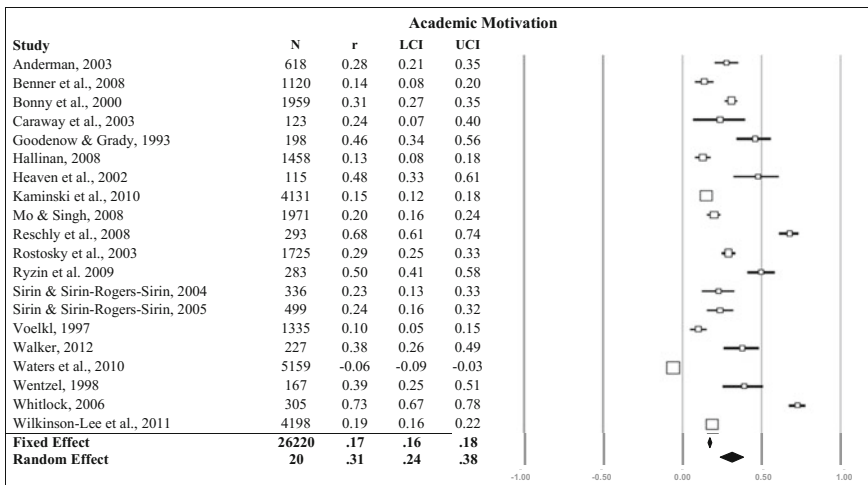 Academic Motivation
Study N r LCI UCI
Anderman, 2003 618 0.28 0.21 0.35
Benner et al., 2008 1120 0.14 0.08 0.20
Bonny et al., 2000 1959 0.31 0.27 0.35
Caraway et al., 2003 123 0.24 0.07 0.40
Goodenow & Grady, 1993 198 0.46 0.34 0.56
Hallinan, 2008 1458 0.13 0.08 0.18
Heaven et al., 2002 115 0.48 0.33 0.61
Kaminski et al., 2010 4131 0.15 0.12 0.18
Mo & Singh, 2008 1971 0.20 0.16 0.24
Reschly et al., 2008 293 0.68 0.61 0.74
Rostosky et al., 2003 1725 0.29 0.25 0.33
Ryzin et al. 2009 283 0.50 0.41 0.58
Sirin & Sirin-Rogers-Sirin, 2004 336 0.23 0.13 0.33
Sirin & Sirin-Rogers-Sirin, 2005 499 0.24 0.16 0.32
Voelkl, 1997 1335 0.10 0.05 0.15
Walker, 2012 227 0.38 0.26 0.49
Waters et al., 2010 5159 -0.06 -0.09 -0.03
Wentzel, 1998 167 0.39 0.25 0.51
Whitlock, 2006 305 0.73 0.67 0.78
Wilkinson-Lee et al., 2011 4198 0.19 0.16 0.22
Fixed Effect 26220 .17 .16 .18
Random Effect 20 .31 .24 .38
-1.00 -0.50 0.00 0.50 1.00